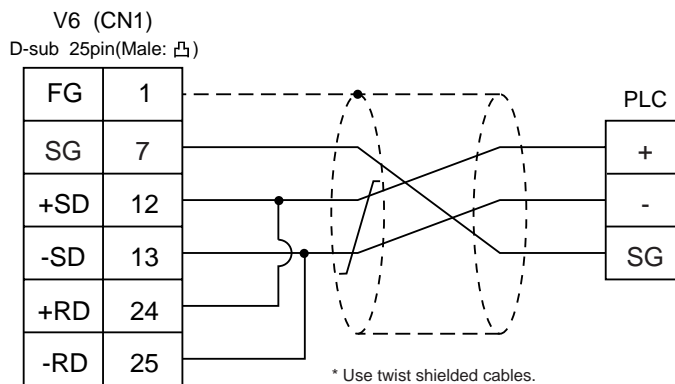 V6 (CN1)
D-sub 25pin(Male: 凸)
FG 1
SG 7
+SD 12
-SD 13
+RD 24
-RD 25
PLC
+
-
SG
* Use twist shielded cables.